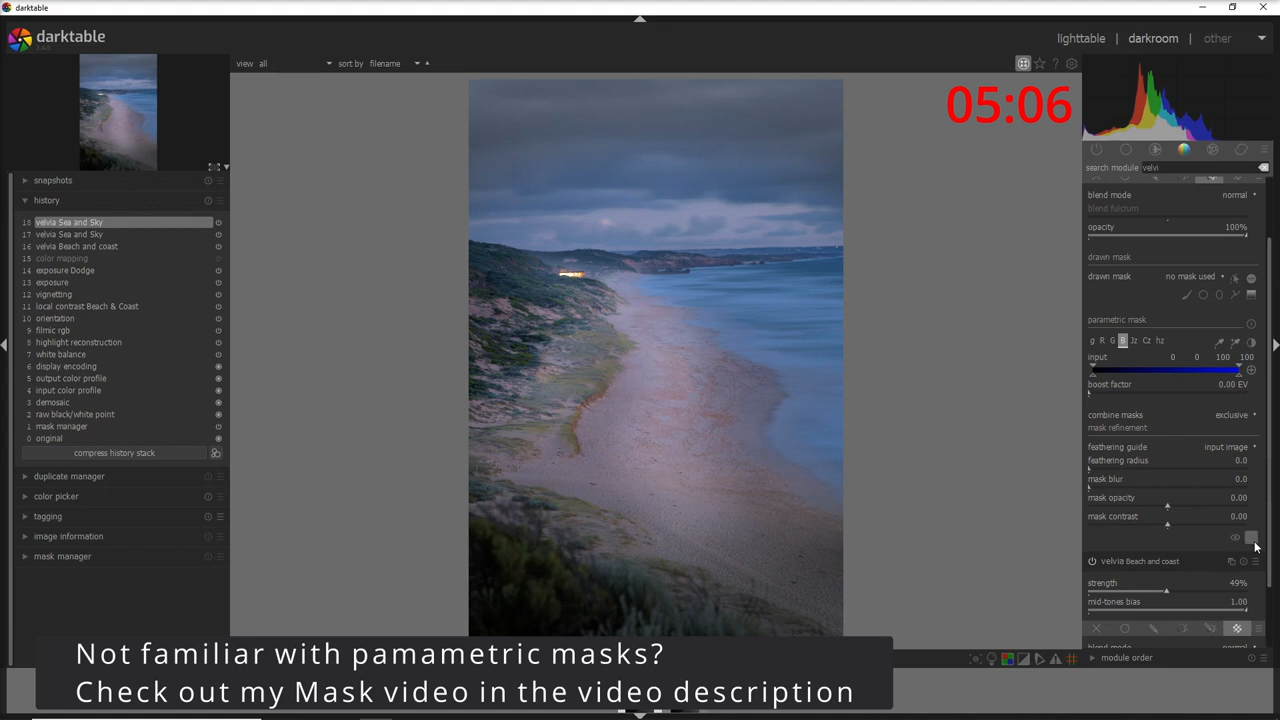 darktable
darktable
3.4.0
lighttable | darkroom | other
view all sort by filename
05:06
search module velvi
snapshots
history
18 velvia Sea and Sky
17 velvia Sea and Sky
16 velvia Beach and coast
15 color mapping
14 exposure Dodge
13 exposure
12 vignetting
11 local contrast Beach & Coast
10 orientation
9 filmic rgb
8 highlight reconstruction
7 white balance
6 display encoding
5 output color profile
4 input color profile
3 demosaic
2 raw black/white point
1 mask manager
0 original
compress history stack
duplicate manager
color picker
tagging
image information
mask manager
blend mode normal
blend fulcrum
opacity 100%
drawn mask
drawn mask no mask used
parametric mask
g R G B Jz Cz hz
input 0 0 100 100
boost factor 0.00 EV
combine masks exclusive
mask refinement
feathering guide input image
feathering radius 0.0
mask blur 0.0
mask opacity 0.00
mask contrast 0.00
velvia Beach and coast
strength 49%
mid-tones bias 1.00
module order
Not familiar with pamametric masks?
Check out my Mask video in the video description